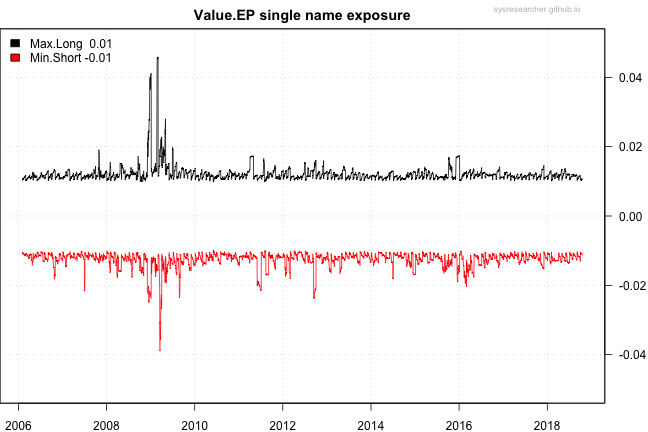 Value.EP single name exposure
sysresearcher.github.io
Max.Long 0.01
Min.Short -0.01
0.04
0.02
0.00
-0.02
-0.04
2006 2008 2010 2012 2014 2016 2018